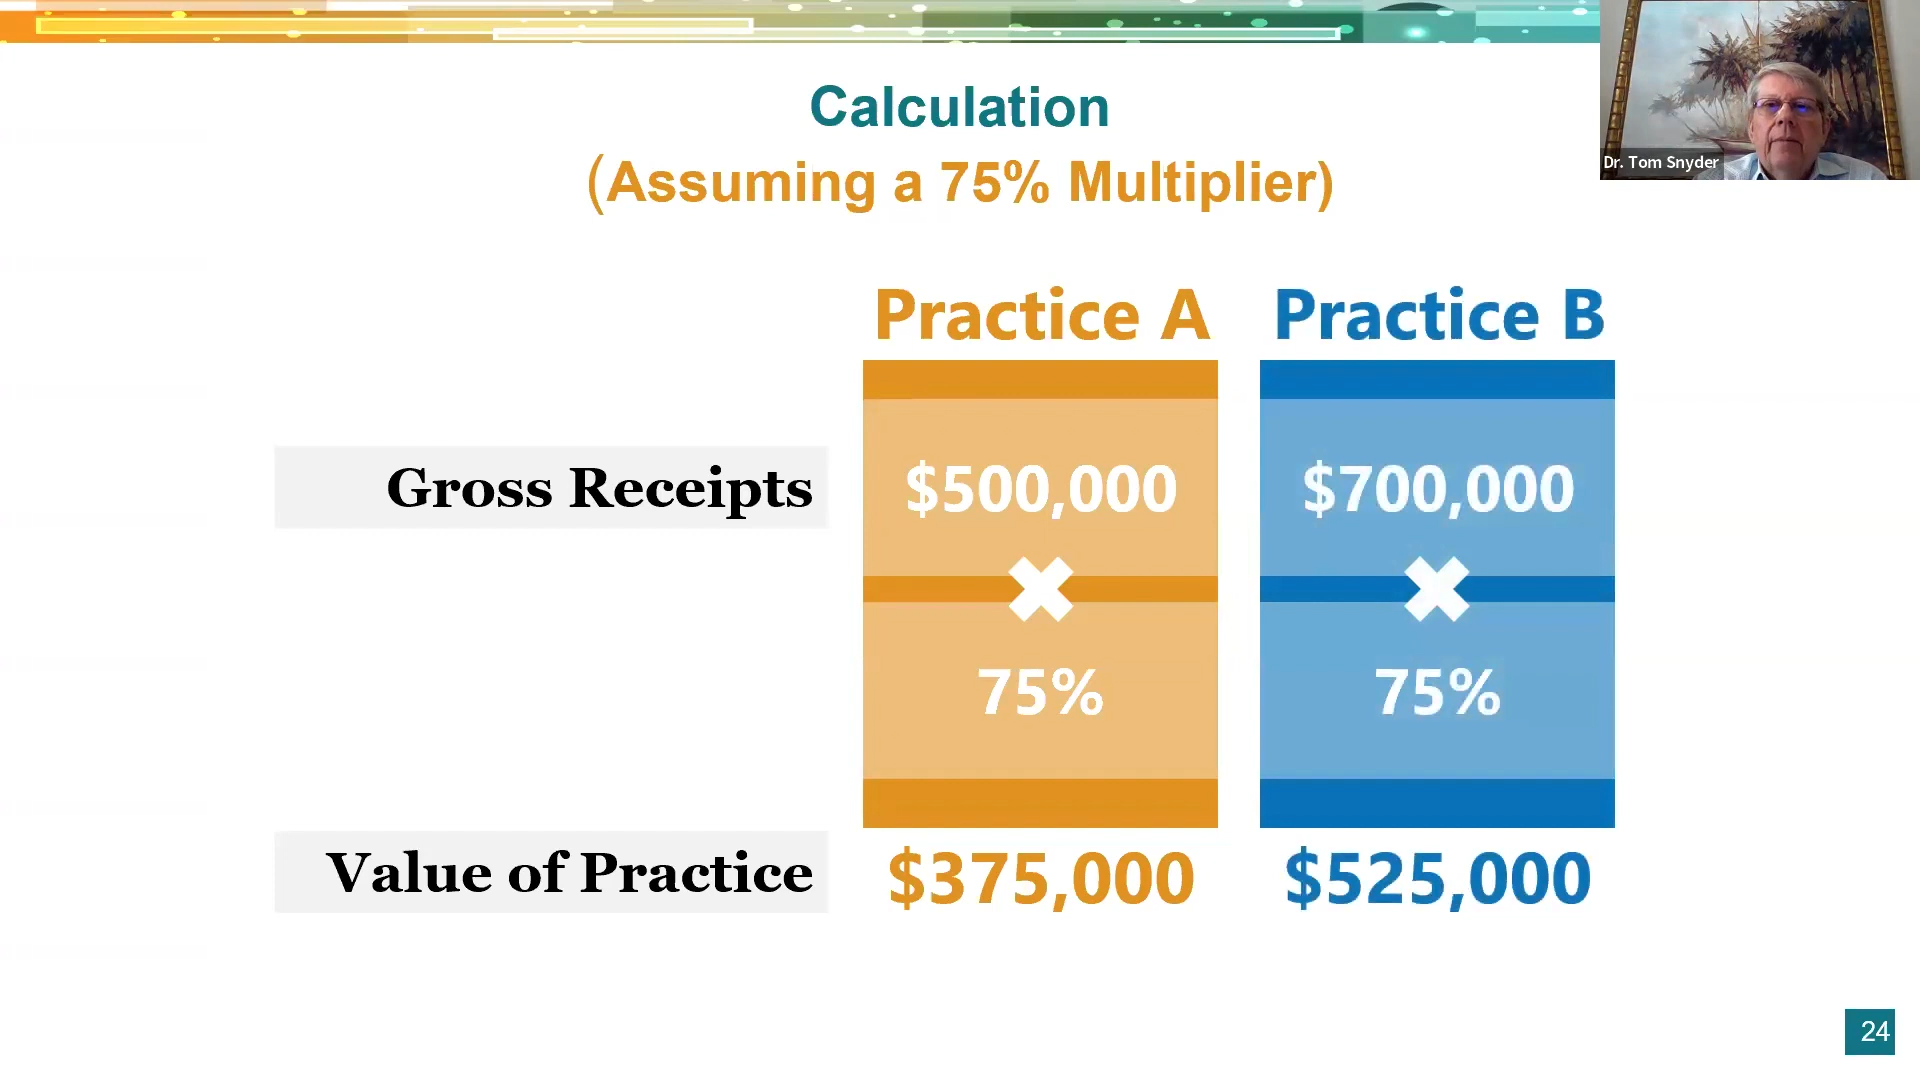 Calculation
(Assuming a 75% Multiplier)
Dr. Tom Snyder
Practice A
Practice B
Gross Receipts
$500,000
$700,000
75%
75%
Value of Practice
$375,000
$525,000
24